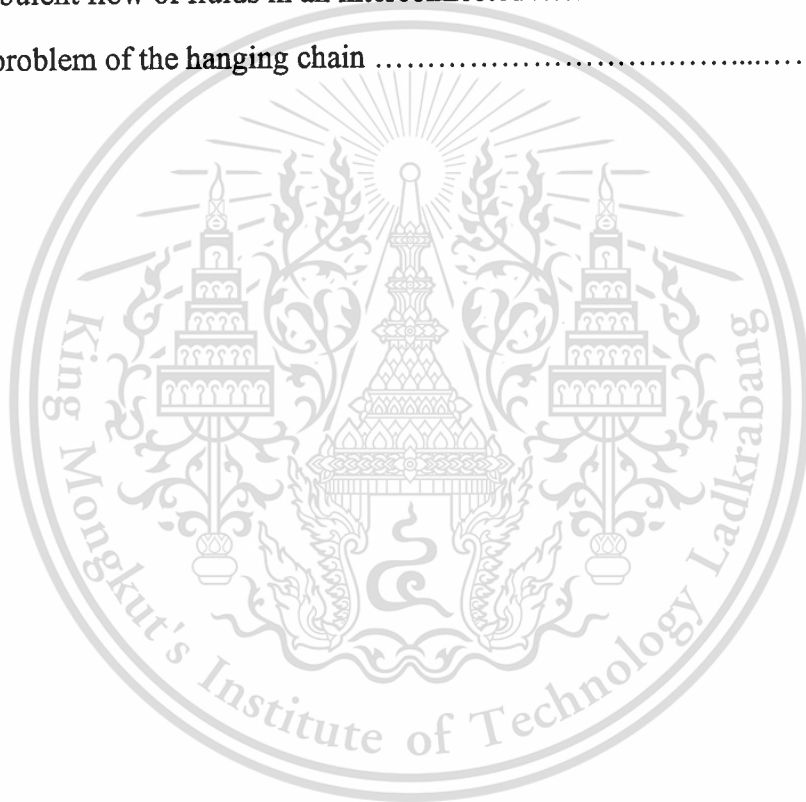 problem of the hanging chain ……………………………………
King Mongkut's Institute of Technology Ladkrabang